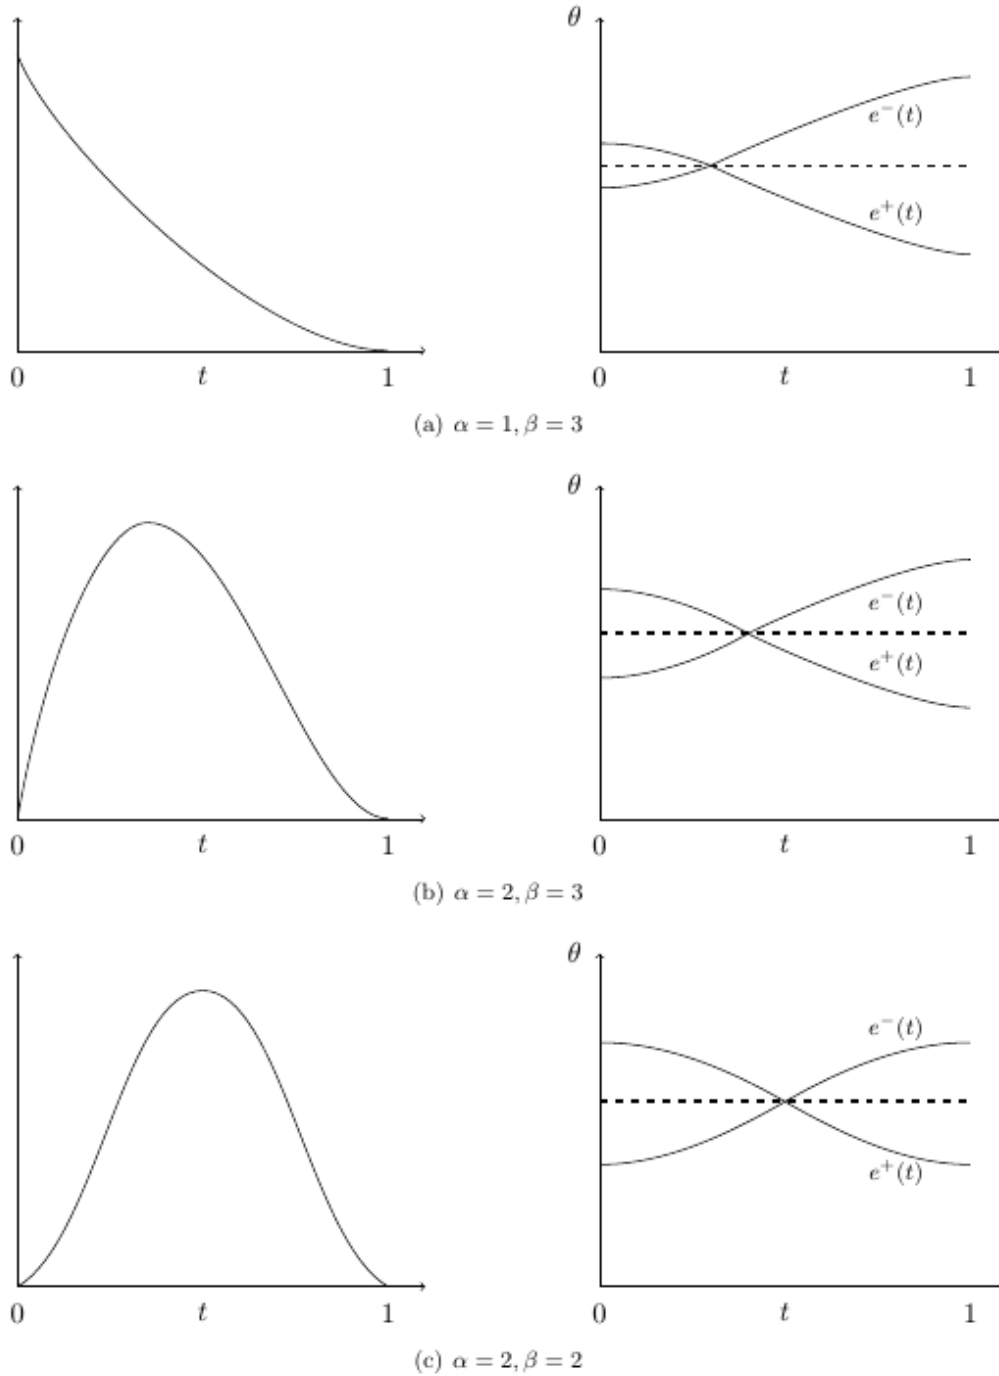 θ
e⁻(t)
e⁺(t)
0 t 1 0 t 1
(a) α = 1, β = 3
θ
e⁻(t)
e⁺(t)
0 t 1 0 t 1
(b) α = 2, β = 3
θ
e⁻(t)
e⁺(t)
0 t 1 0 t 1
(c) α = 2, β = 2